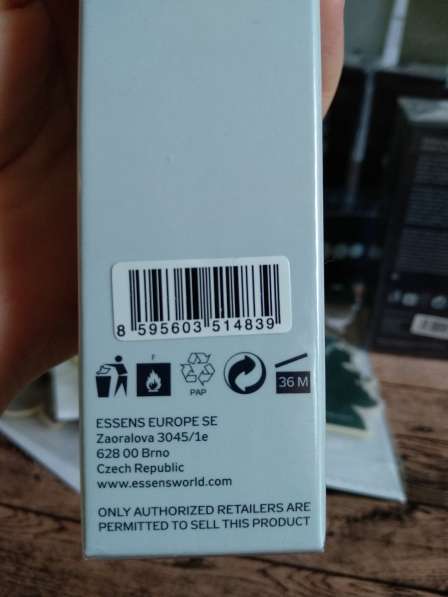 8 595603 514839
F
PAP
36 M
ESSENS EUROPE SE
Zaoralova 3045/1e
628 00 Brno
Czech Republic
www.essensworld.com
ONLY AUTHORIZED RETAILERS ARE
PERMITTED TO SELL THIS PRODUCT